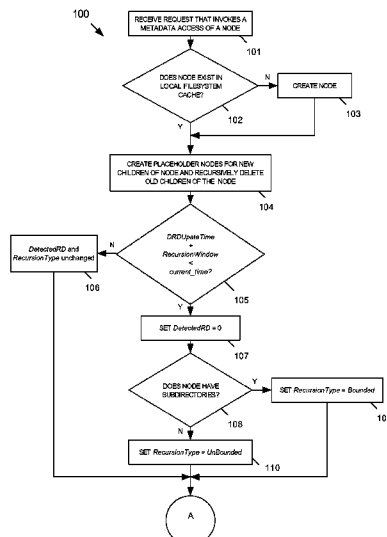 100
RECEIVE REQUEST THAT INVOKES A
METADATA ACCESS OF A NODE
101
DOES NODE EXIST IN
LOCAL FILESYSTEM
CACHE?
N
CREATE NODE
102
103
Y
CREATE PLACEHOLDER NODES FOR NEW
CHILDREN OF NODE AND RECURSIVELY DELETE
OLD CHILDREN OF THE NODE
104
DRDUpateTime
+
RecursionWindow
<
current_time?
N
DetectedRD and
RecursionType unchanged
106
105
Y
SET DetectedRD = 0
107
DOES NODE HAVE
SUBDIRECTORIES?
Y
SET RecursionType = Bounded
108
10
N
SET RecursionType = UnBounded
110
A